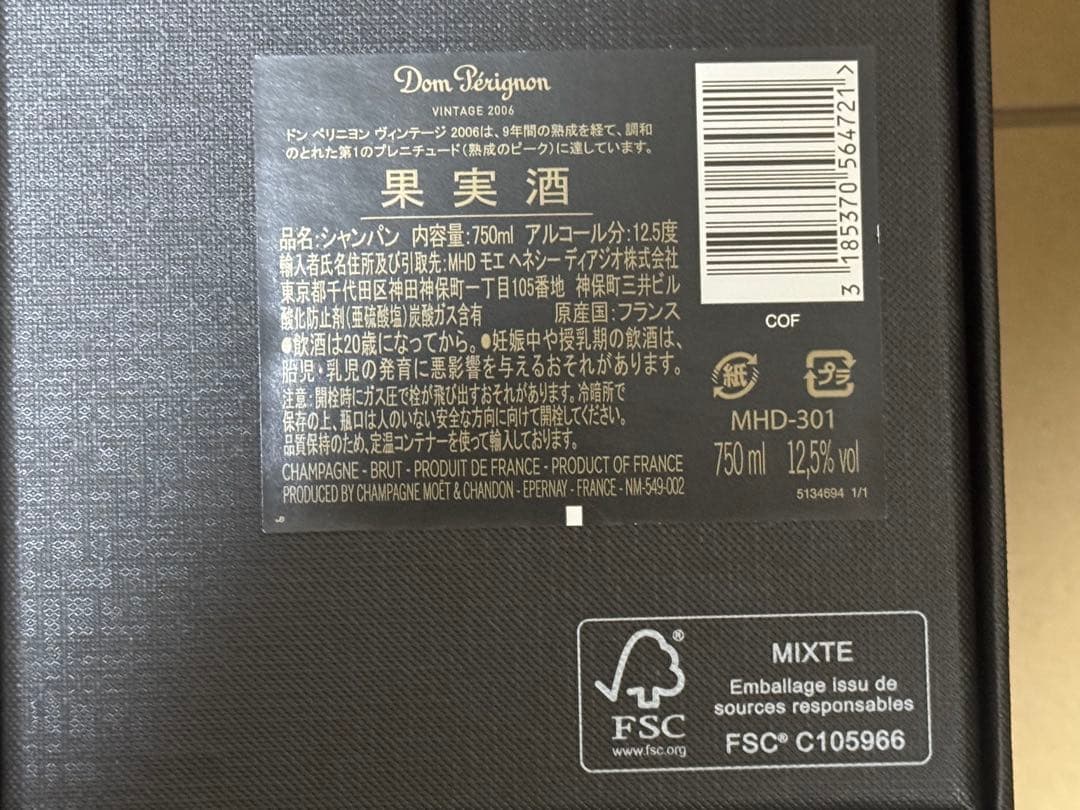 Dom Pérignon
VINTAGE 2006
ドン ペリニヨン ヴィンテージ 2006は、9年間の熟成を経て、調和
のとれた第1のプレニチュード(熟成のピーク)に達しています。
果実酒
品名:シャンパン 内容量:750ml アルコール分:12.5度
輸入者氏名住所及び引取先:MHD モエ ヘネシー ディアジオ株式会社
東京都千代田区神田神保町一丁目105番地 神保町三井ビル
酸化防止剤(亜硫酸塩)炭酸ガス含有 原産国:フランス
●飲酒は20歳になってから。●妊娠中や授乳期の飲酒は、
胎児・乳児の発育に悪影響を与えるおそれがあります。
注意:開栓時にガス圧で栓が飛び出すおそれがあります。冷暗所で
保存の上、瓶口は人のいない安全な方向に向けて開栓してください。
品質保持のため、定温コンテナーを使って輸入しております。
CHAMPAGNE - BRUT - PRODUIT DE FRANCE - PRODUCT OF FRANCE
PRODUCED BY CHAMPAGNE MOËT & CHANDON - EPERNAY - FRANCE - NM-549-002
3 185370 564721 >
COF
紙 プラ
MHD-301
750 ml 12,5% vol
5134694 1/1
JB
FSC®
www.fsc.org
MIXTE
Emballage issu de
sources responsables
FSC® C105966